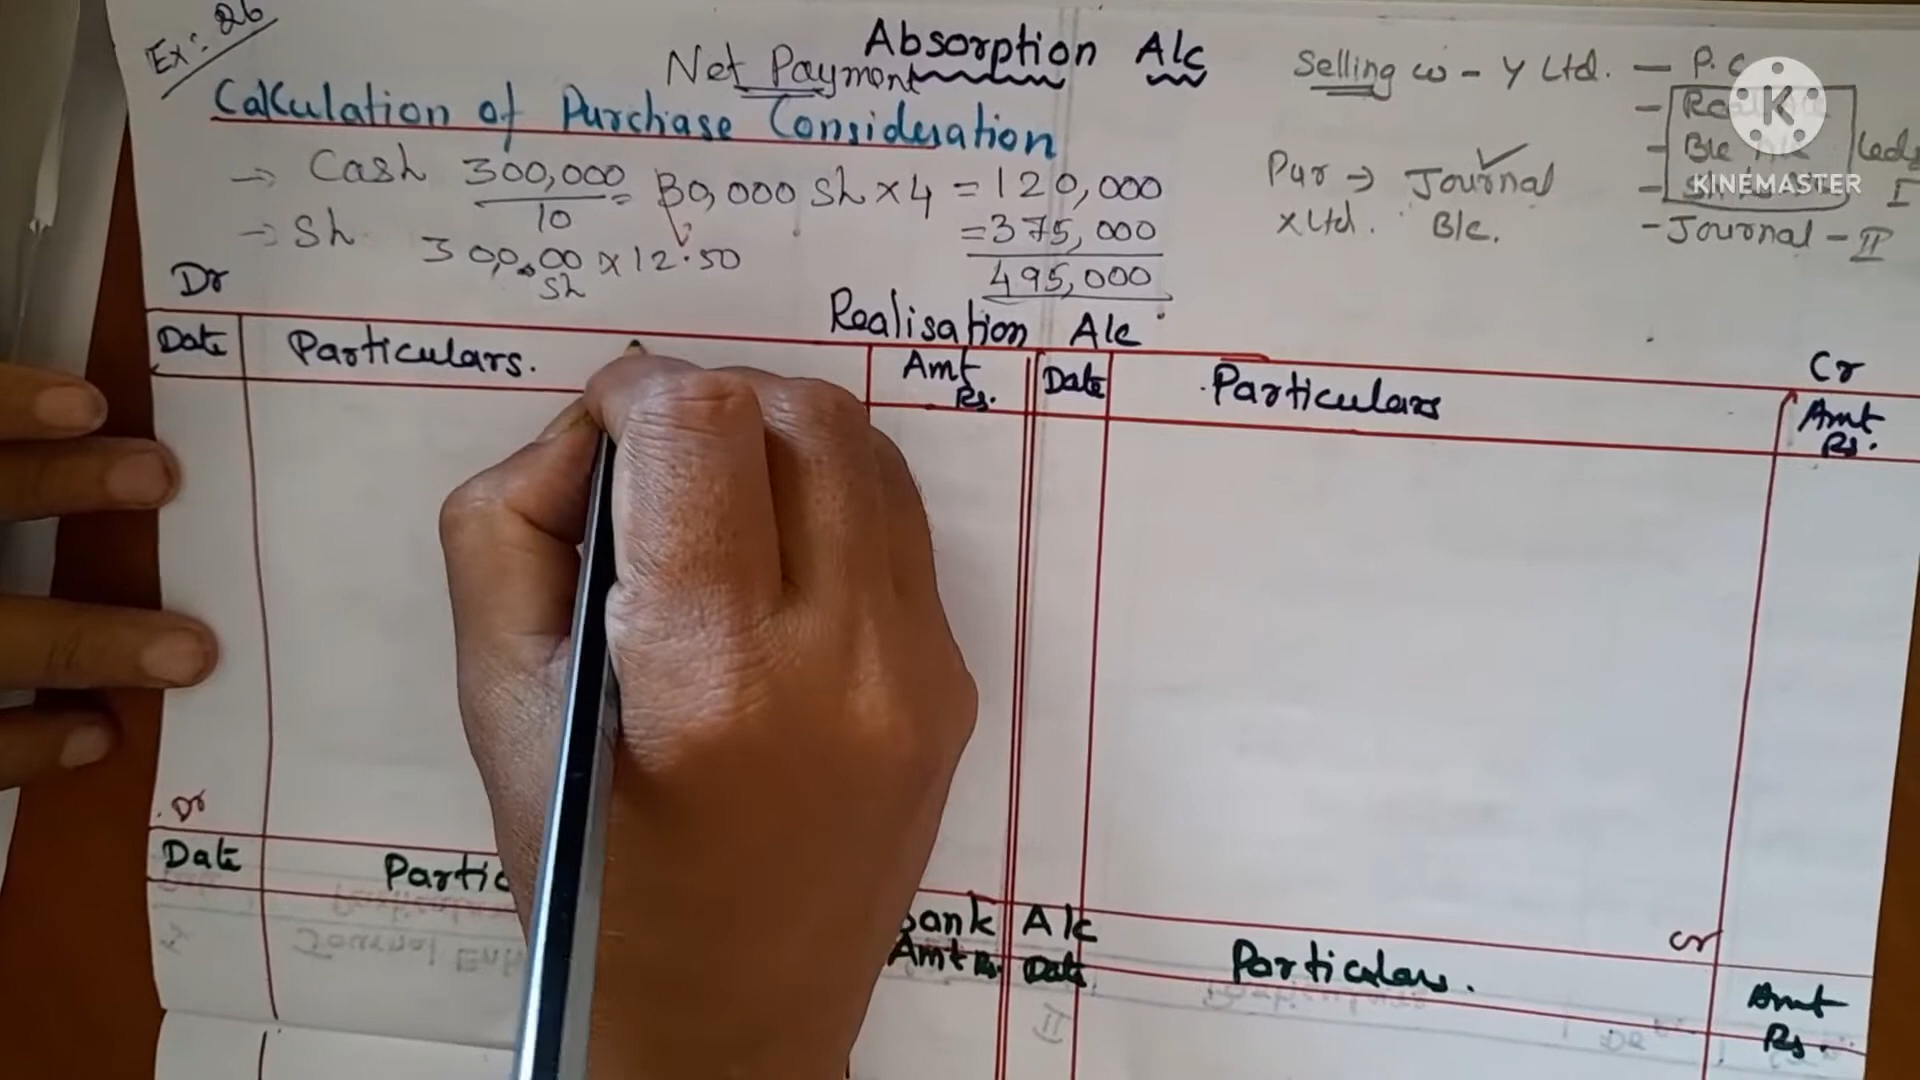 Ex: 26
Absorption A/c
Net Payment
Calculation of Purchase Consideration
→ Cash 300,000 / 10 = 30,000 Sh × 4 = 120,000
→ Sh 300,00 Sh × 12.50 = 375,000
495,000
Selling co - Y Ltd. — P.C
- Journal - II
Pur → Journal
X Ltd. B/c.
K
KINEMASTER
I
Dr
Realisation A/c
Cr
Date Particulars. Amt Rs. Date Particulars Amt Rs.
Dr
Bank A/c
Cr
Date Partic Amt Rs. Date Particulars. Amt Rs.